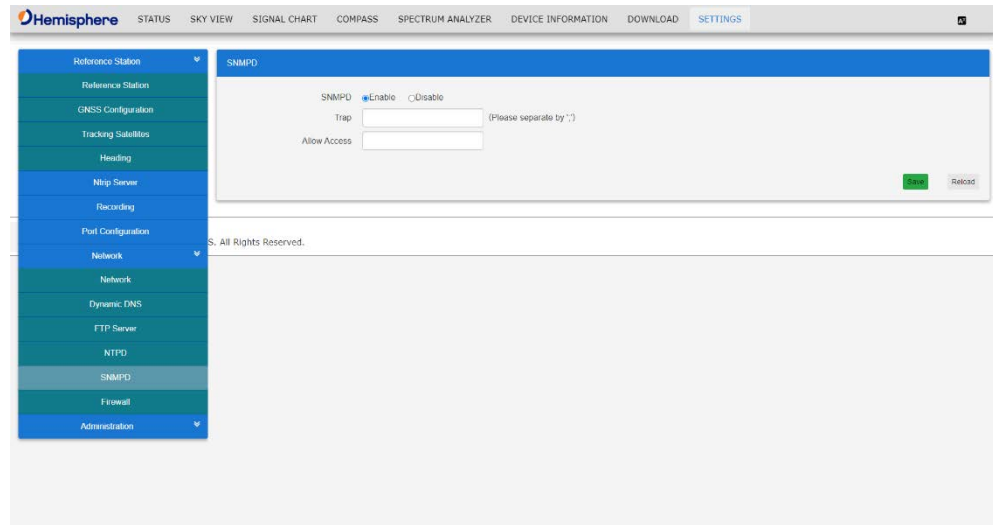 Hemisphere STATUS SKY VIEW SIGNAL CHART COMPASS SPECTRUM ANALYZER DEVICE INFORMATION DOWNLOAD SETTINGS
Reference Station
Reference Station
GNSS Configuration
Tracking Satellites
Heading
Ntrip Server
Recording
Port Configuration
Network
Network
Dynamic DNS
FTP Server
NTPD
SNMPD
Firewall
Administration
SNMPD
SNMPD Enable Disable
Trap (Please separate by ';')
Allow Access
Save Reload
S. All Rights Reserved.